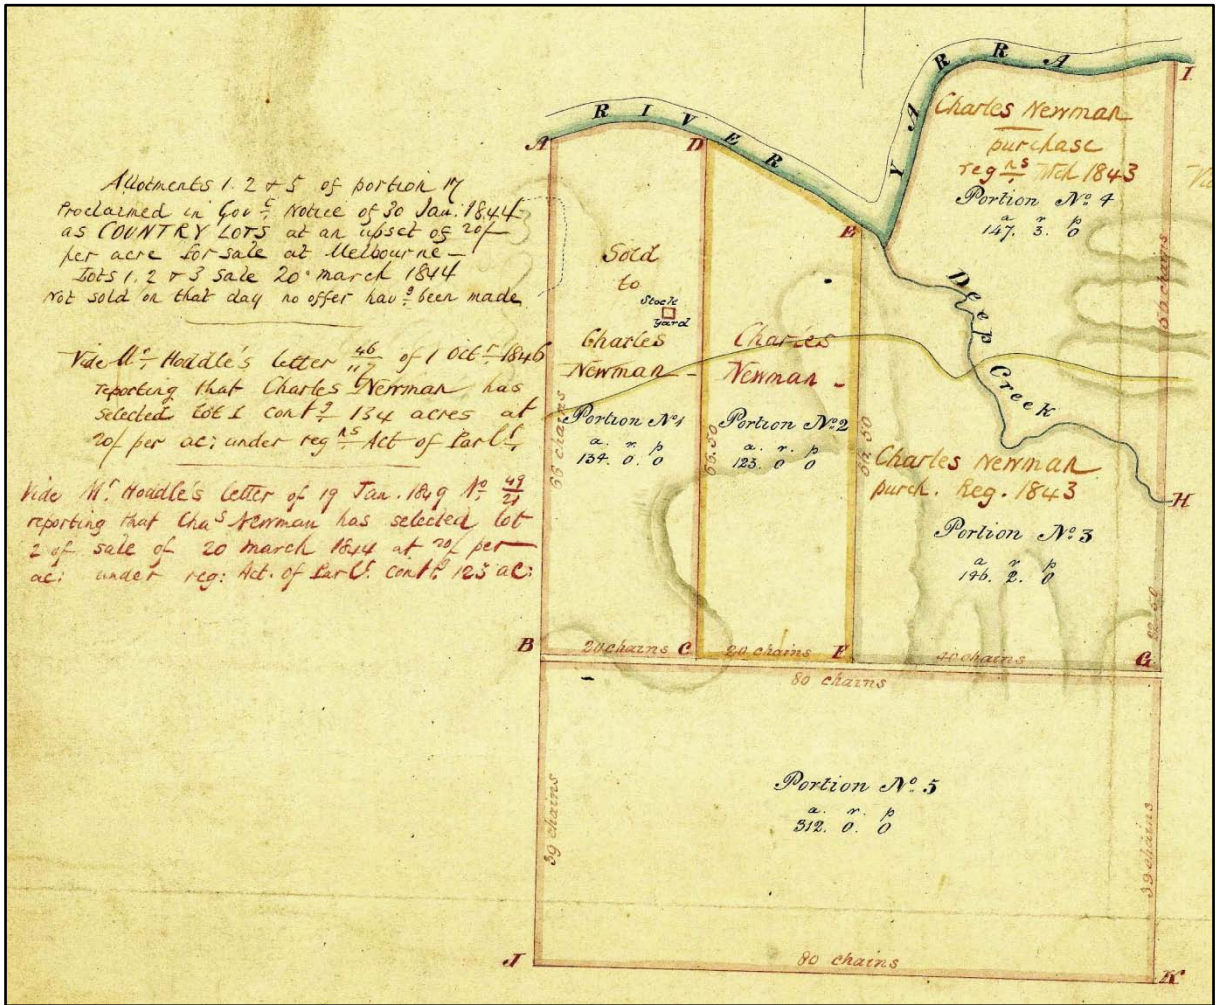 Allotments 1. 2 & 5 of portion 17
Proclaimed in Govt Notice of 30 Jan: 1844
as COUNTRY LOTS at an upset of 20/-
per acre for sale at Melbourne –
Lots 1. 2 & 3 Sale 20 march 1844
Not sold on that day no offer havg been made
Vide Mr Hoddle's letter 46 of 1 Octr 1846
reporting that Charles Newman has
selected Lot 1 contg 134 acres at
20/ per ac: under regns Act of Parlt
Vide Mr Hoddle's letter of 19 Jan. 1849 No 49/21
reporting that Chas Newman has selected lot
2 of sale of 20 march 1844 at 20/ per
ac: under reg: Act. of Parlt. contg 123 ac:
RIVER
YARRA
A
D
E
I
Charles Newman
purchase
regns 1843
Portion No. 4
a r p
147. 3. 0
50 chains
Deep Creek
Sold
to
Stock
Yard
Charles
Newman –
Portion No 1
a. r. p
134. 0. 0
66 chains
Charles
Newman –
Portion No. 2
a. r. p
123. 0 0
66.50
Charles Newman
purch. Reg. 1843
H
Portion No. 3
a r p
146. 2. 0
B
20 chains
C
20 chains
F
40 chains
G
80 chains
Portion No. 5
a. r. p
312. 0. 0
39 chains
39 chains
J
80 chains
K